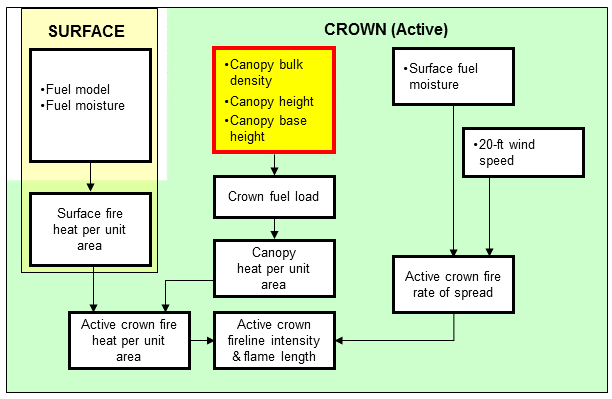 SURFACE
CROWN (Active)
•Fuel model
•Fuel moisture
•Canopy bulk
density
•Canopy height
•Canopy base
height
•Surface fuel
moisture
•20-ft wind
speed
Crown fuel load
Surface fire
heat per unit
area
Canopy
heat per unit
area
Active crown fire
rate of spread
Active crown fire
heat per unit
area
Active crown
fireline intensity
& flame length